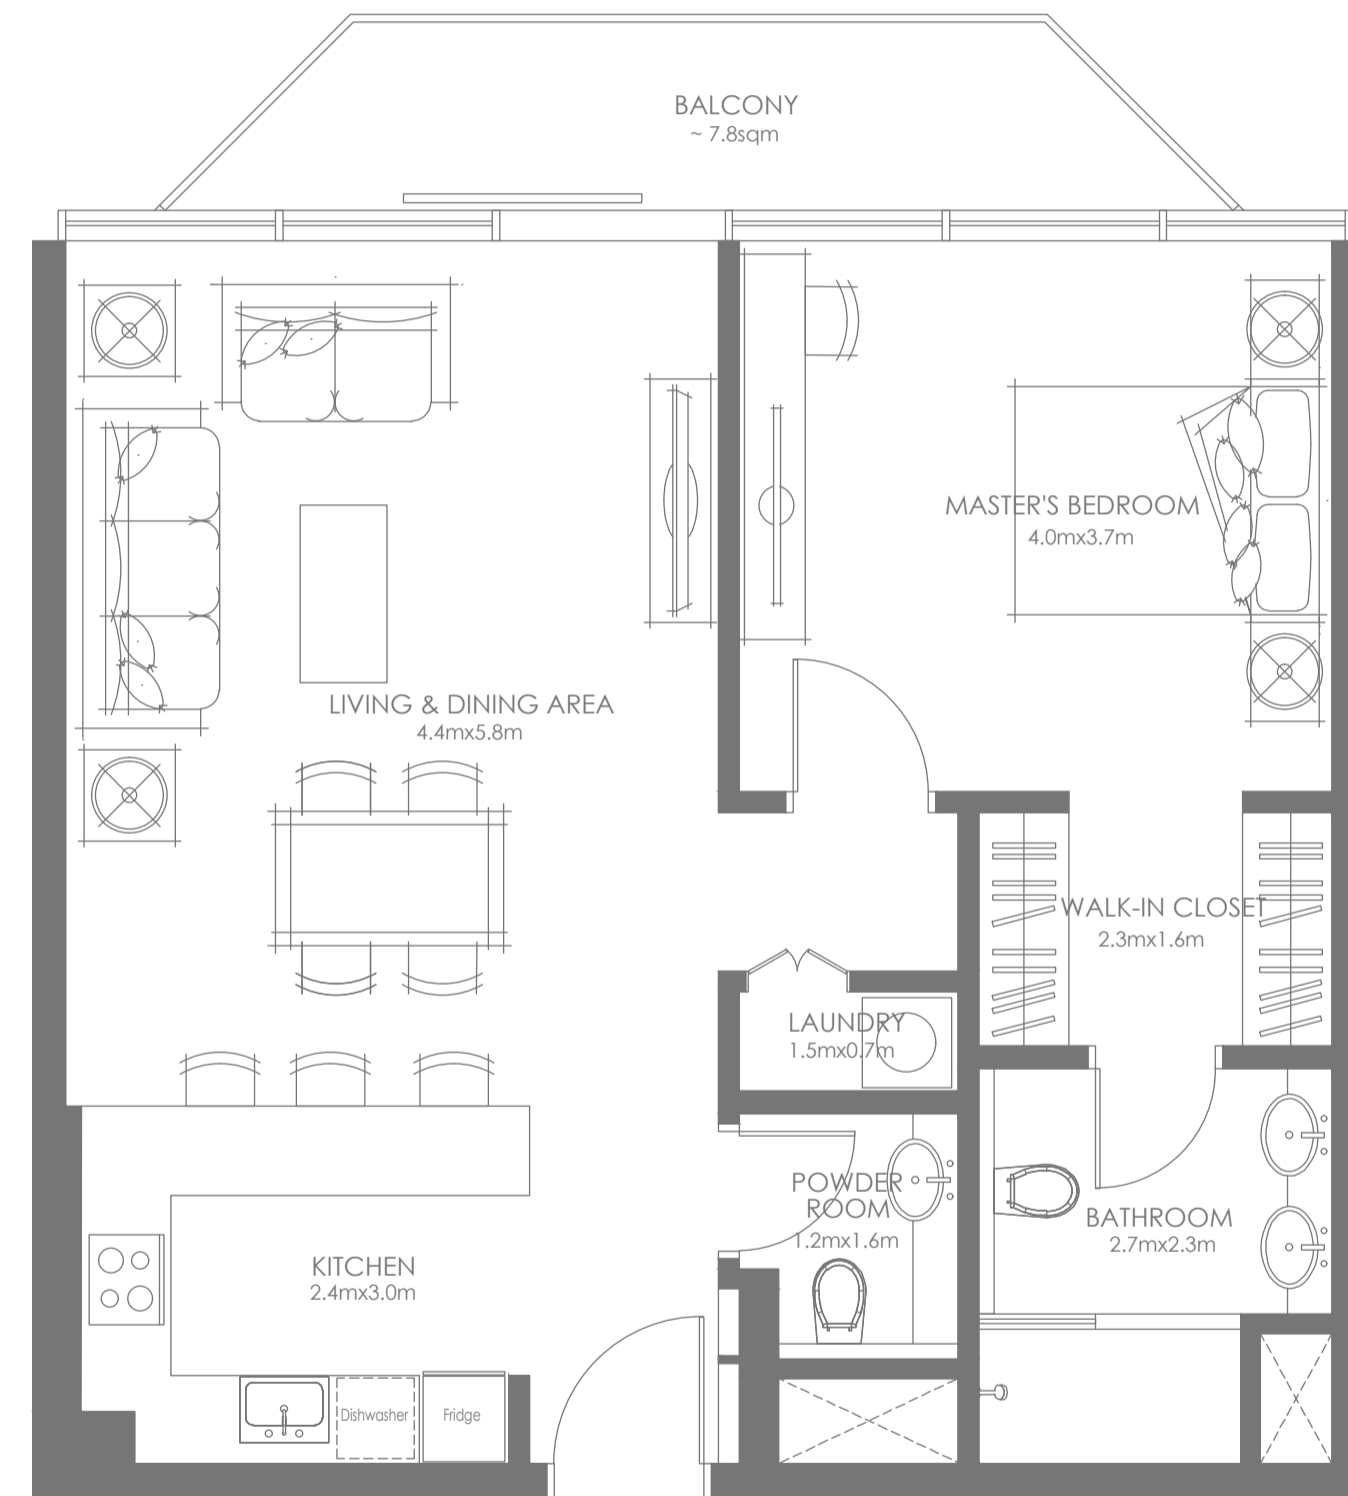 BALCONY
~ 7.8sqm
MASTER'S BEDROOM
4.0mx3.7m
LIVING & DINING AREA
4.4mx5.8m
WALK-IN CLOSET
2.3mx1.6m
LAUNDRY
1.5mx0.7m
POWDER
ROOM
1.2mx1.6m
BATHROOM
2.7mx2.3m
KITCHEN
2.4mx3.0m
Dishwasher
Fridge